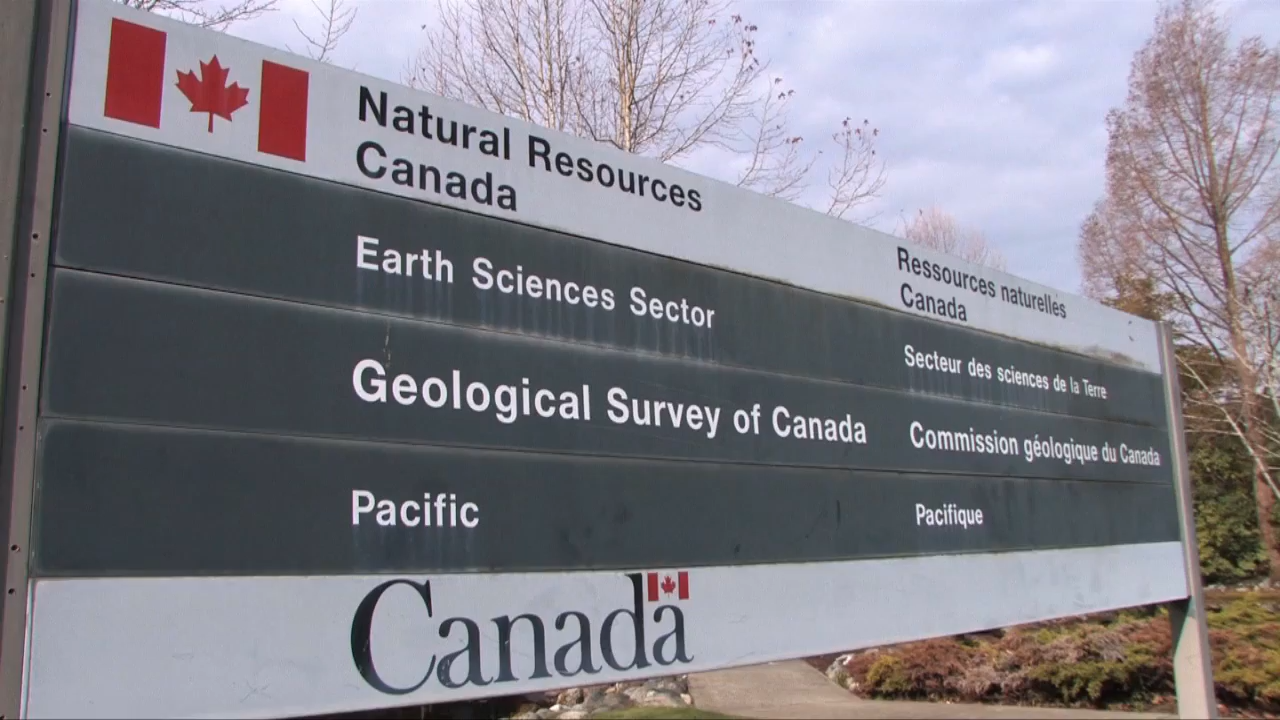 Natural Resources
Canada
Ressources naturelles
Canada
Earth Sciences Sector
Secteur des sciences de la Terre
Geological Survey of Canada
Commission géologique du Canada
Pacific
Pacifique
Canada